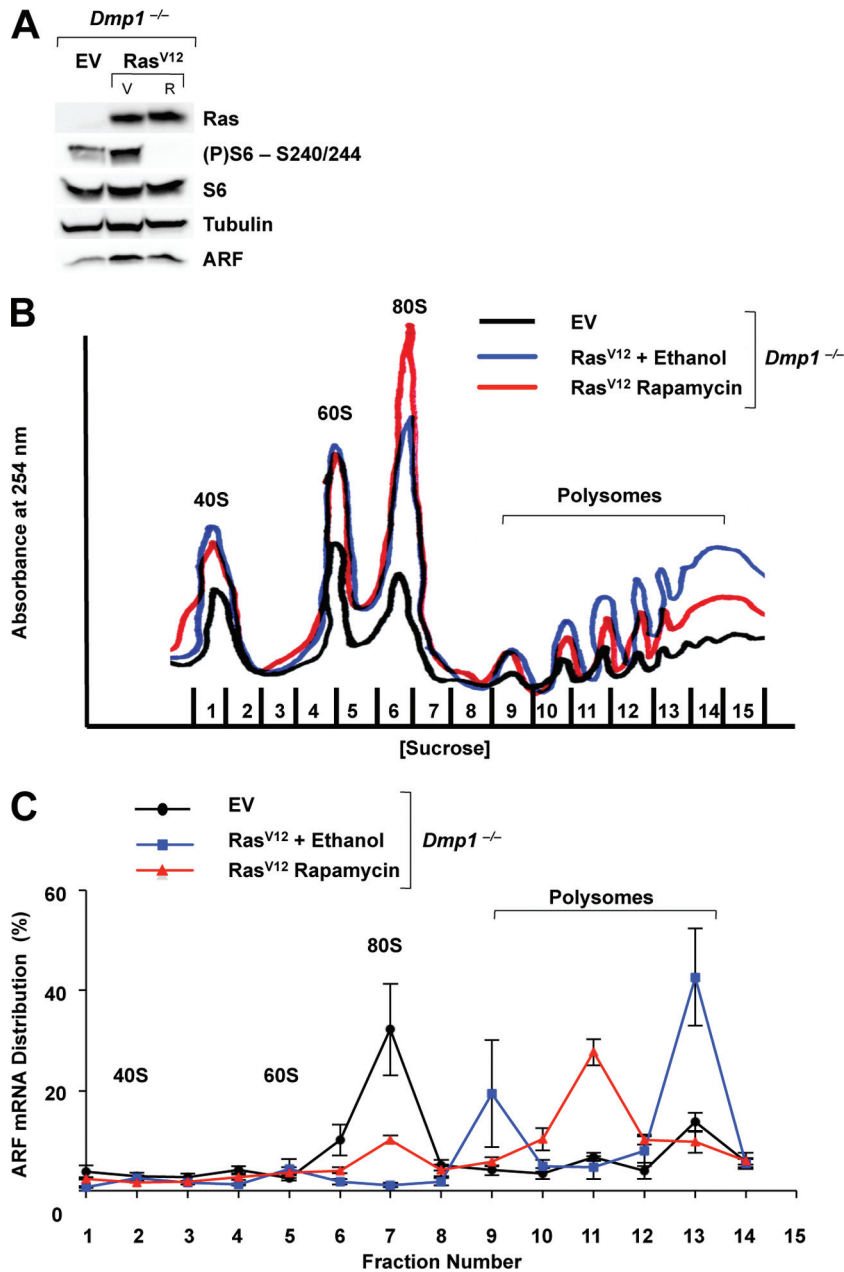 A
Dmp1 –/–
EV RasV12
V R
Ras
(P)S6 – S240/244
S6
Tubulin
ARF
B
80S
60S
40S
EV
RasV12 + Ethanol
RasV12 Rapamycin
Dmp1 –/–
Polysomes
Absorbance at 254 nm
1 2 3 4 5 6 7 8 9 10 11 12 13 14 15
[Sucrose]
C
EV
RasV12 + Ethanol
RasV12 Rapamycin
Dmp1 –/–
Polysomes
80S
40S 60S
ARF mRNA Distribution (%)
60
40
20
0
1 2 3 4 5 6 7 8 9 10 11 12 13 14 15
Fraction Number